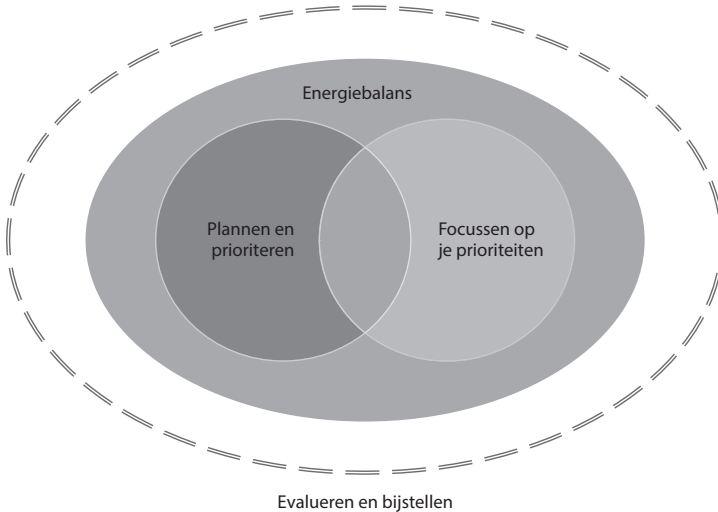 Energiebalans
Plannen en
prioriteren
Focussen op
je prioriteiten
Evalueren en bijstellen